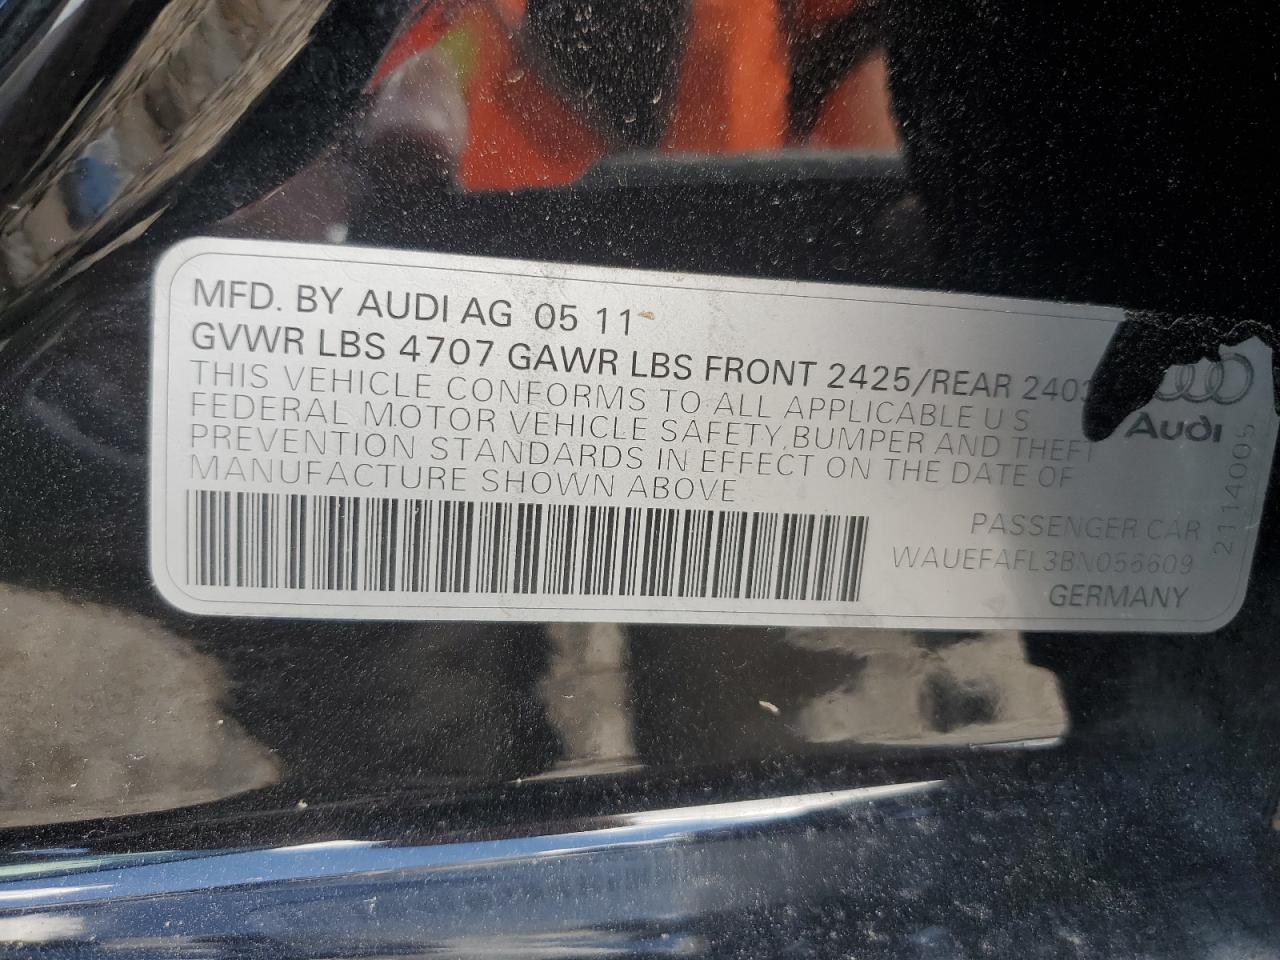 MFD. BY AUDI AG 05 11
GVWR LBS 4707 GAWR LBS FRONT 2425/REAR 2403
THIS VEHICLE CONFORMS TO ALL APPLICABLE U S
FEDERAL MOTOR VEHICLE SAFETY, BUMPER AND THEFT
PREVENTION STANDARDS IN EFFECT ON THE DATE OF
MANUFACTURE SHOWN ABOVE
Audi
PASSENGER CAR
WAUEFAFL3BN056609
GERMANY
2114005